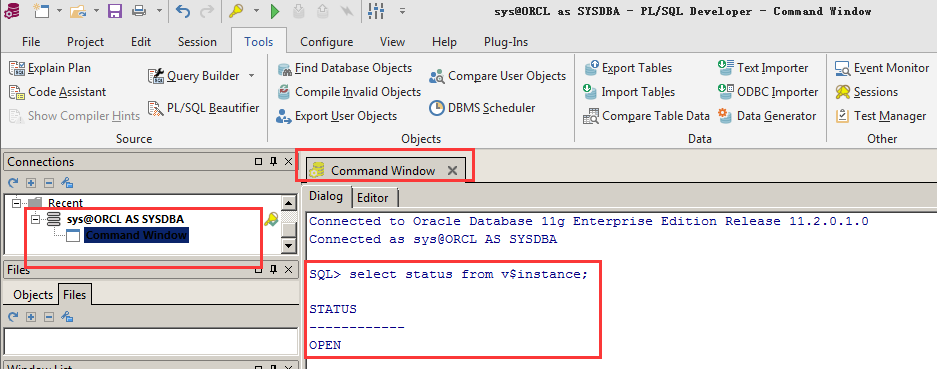 sys@ORCL as SYSDBA - PL/SQL Developer - Command Window
File Project Edit Session Tools Configure View Help Plug-Ins
Explain Plan
Code Assistant
Show Compiler Hints
Query Builder
PL/SQL Beautifier
Source
Find Database Objects
Compile Invalid Objects
Export User Objects
Compare User Objects
DBMS Scheduler
Objects
Export Tables
Import Tables
Compare Table Data
Text Importer
ODBC Importer
Data Generator
Data
Event Monitor
Sessions
Test Manager
Other
Connections
Recent
sys@ORCL AS SYSDBA
Command Window
Files
Objects Files
Window List
Command Window
Dialog Editor
Connected to Oracle Database 11g Enterprise Edition Release 11.2.0.1.0
Connected as sys@ORCL AS SYSDBA
SQL> select status from v$instance;
STATUS
------------
OPEN